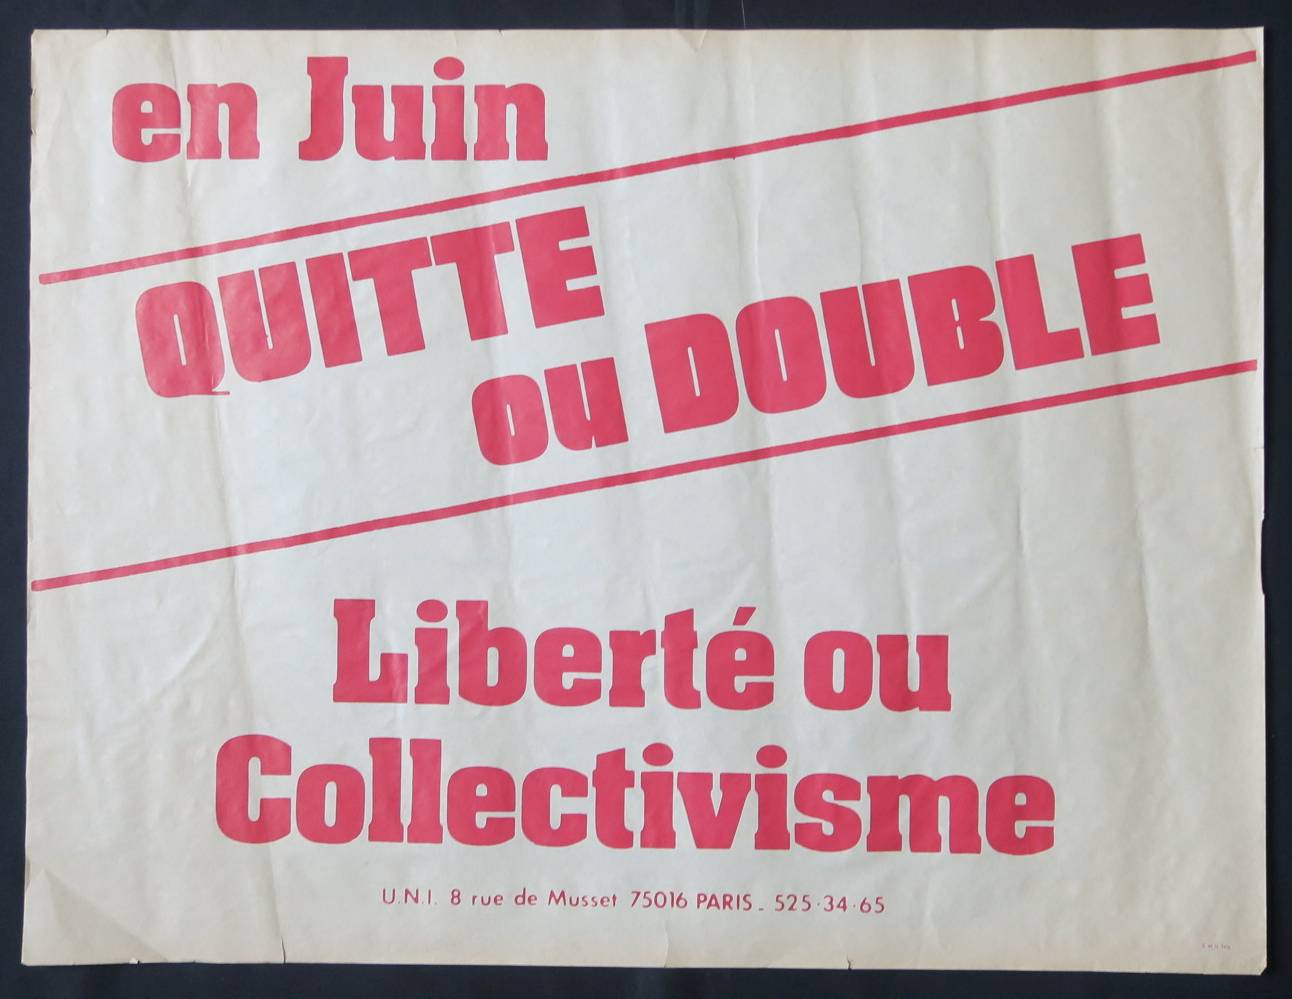 en Juin
QUITTE
ou DOUBLE
Liberté ou
Collectivisme
U.N.I. 8 rue de Musset 75016 PARIS - 525·34·65